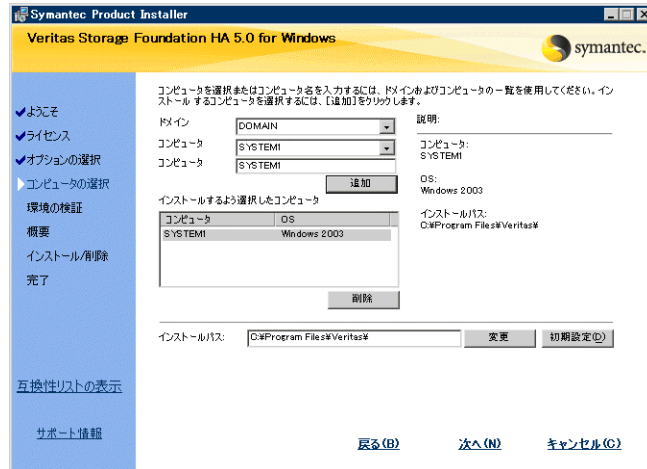 Symantec Product Installer
Veritas Storage Foundation HA 5.0 for Windows
symantec.
コンピュータを選択またはコンピュータ名を入力するには、ドメインおよびコンピュータの一覧を使用してください。イン
ストール するコンピュータを選択するには、[追加]をクリックします。
ようこそ
ライセンス
オプションの選択
コンピュータの選択
環境の検証
概要
インストール/削除
完了
互換性リストの表示
サポート情報
ドメイン
DOMAIN
コンピュータ
SYSTEM1
コンピュータ
SYSTEM1
追加
インストールするよう選択したコンピュータ
コンピュータ OS
SYSTEM1 Windows 2003
削除
説明:
コンピュータ:
SYSTEM1
OS:
Windows 2003
インストールパス:
C:¥Program Files¥Veritas¥
インストールパス: C:¥Program Files¥Veritas¥ 変更 初期設定(D)
戻る(B) 次へ(N) キャンセル(C)